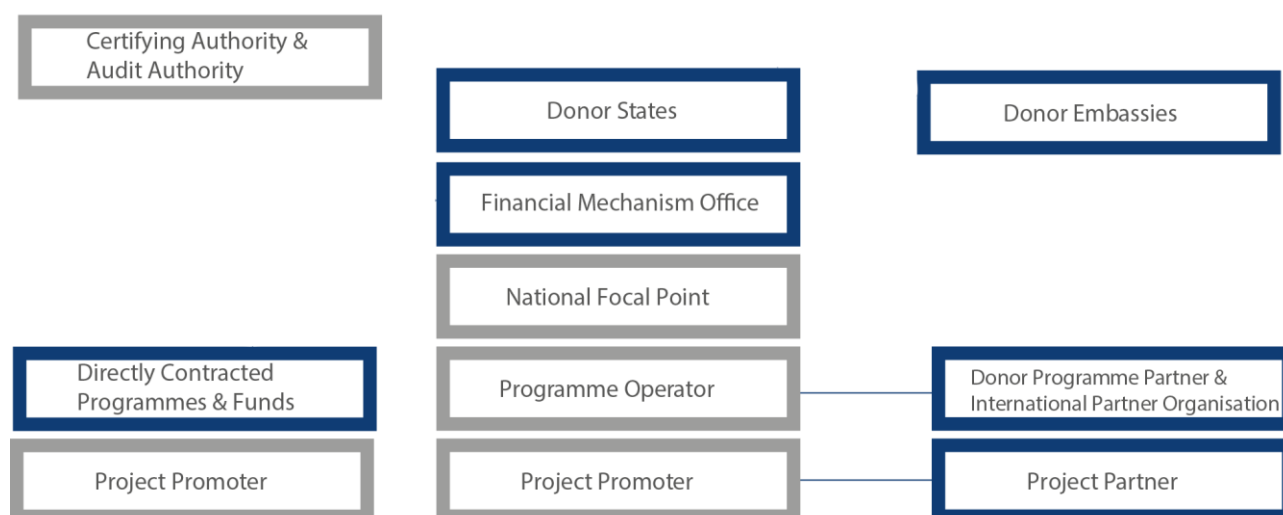 Certifying Authority &
Audit Authority
Donor States
Donor Embassies
Financial Mechanism Office
National Focal Point
Directly Contracted
Programmes & Funds
Programme Operator
Donor Programme Partner &
International Partner Organisation
Project Promoter
Project Promoter
Project Partner